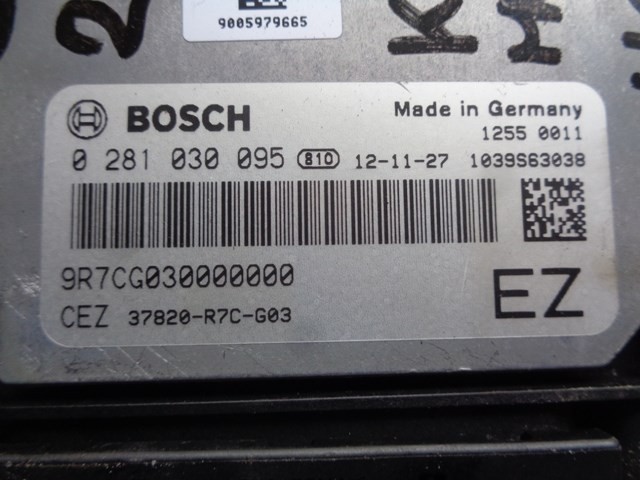 9005979665
BOSCH
Made in Germany
1255 0011
0 281 030 095 810 12-11-27 1039S63038
9R7CG030000000
EZ
CEZ 37820-R7C-G03